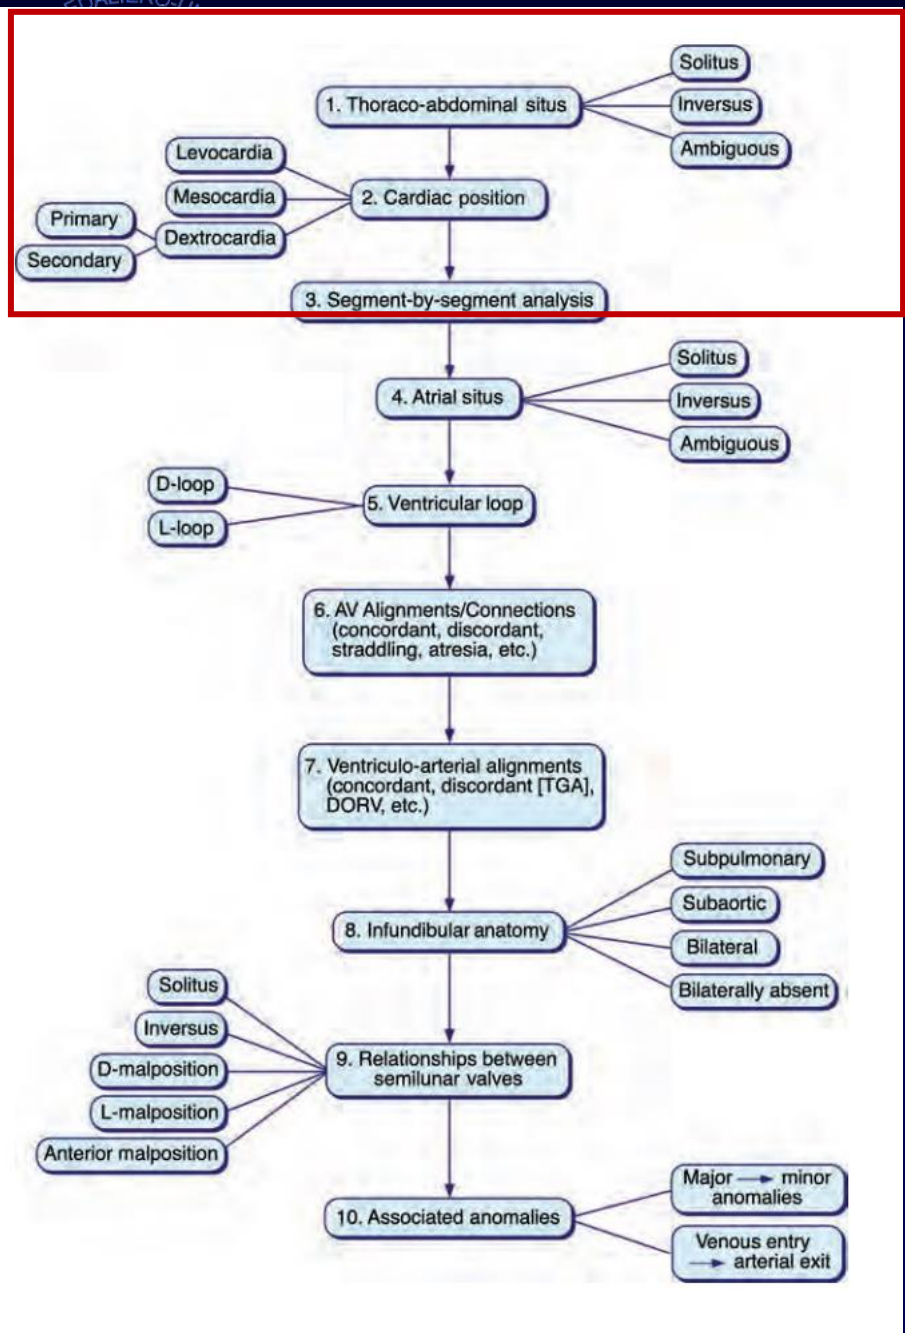 Solitus
1. Thoraco-abdominal situs
Inversus
Ambiguous
Levocardia
Mesocardia
2. Cardiac position
Primary
Dextrocardia
Secondary
3. Segment-by-segment analysis
Solitus
4. Atrial situs
Inversus
Ambiguous
D-loop
5. Ventricular loop
L-loop
6. AV Alignments/Connections
(concordant, discordant,
straddling, atresia, etc.)
7. Ventriculo-arterial alignments
(concordant, discordant [TGA],
DORV, etc.)
Subpulmonary
Subaortic
8. Infundibular anatomy
Bilateral
Bilaterally absent
Solitus
Inversus
9. Relationships between
semilunar valves
D-malposition
L-malposition
Anterior malposition
Major → minor
anomalies
10. Associated anomalies
Venous entry
→ arterial exit